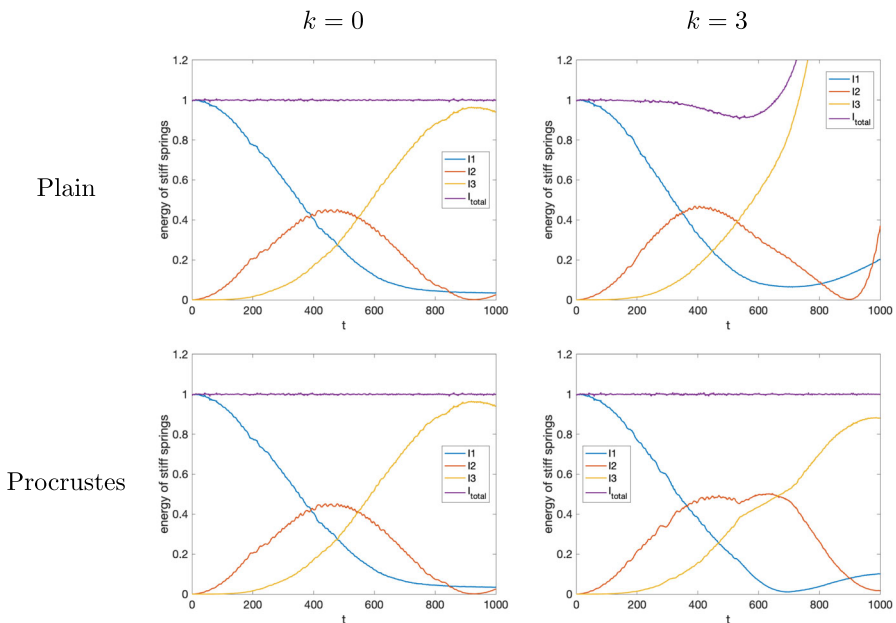 k = 0
k = 3
Plain
energy of stiff springs
1.2
1
0.8
0.6
0.4
0.2
0
0 200 400 600 800 1000
t
I1
I2
I3
I_total
energy of stiff springs
1.2
1
0.8
0.6
0.4
0.2
0
0 200 400 600 800 1000
t
I1
I2
I3
I_total
Procrustes
energy of stiff springs
1.2
1
0.8
0.6
0.4
0.2
0
0 200 400 600 800 1000
t
I1
I2
I3
I_total
energy of stiff springs
1.2
1
0.8
0.6
0.4
0.2
0
0 200 400 600 800 1000
t
I1
I2
I3
I_total